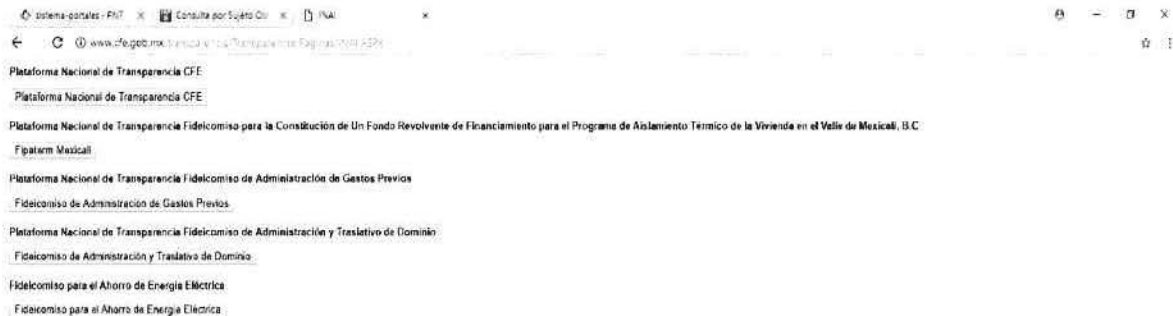 sistema-portales - PNT
Consulta por Sujeto
INAI
www.cfe.gob.mx
Plataforma Nacional de Transparencia CFE
Plataforma Nacional de Transparencia CFE
Plataforma Nacional de Transparencia Fideicomiso para la Constitución de Un Fondo Revolvente de Financiamiento para el Programa de Aislamiento Térmico de la Vivienda en el Valle de Mexicali, B.C
Fipaterm Mexicali
Plataforma Nacional de Transparencia Fideicomiso de Administración de Gastos Previos
Fideicomiso de Administración de Gastos Previos
Plataforma Nacional de Transparencia Fideicomiso de Administración y Traslativo de Dominio
Fideicomiso de Administración y Traslativo de Dominio
Fideicomiso para el Ahorro de Energía Eléctrica
Fideicomiso para el Ahorro de Energía Eléctrica